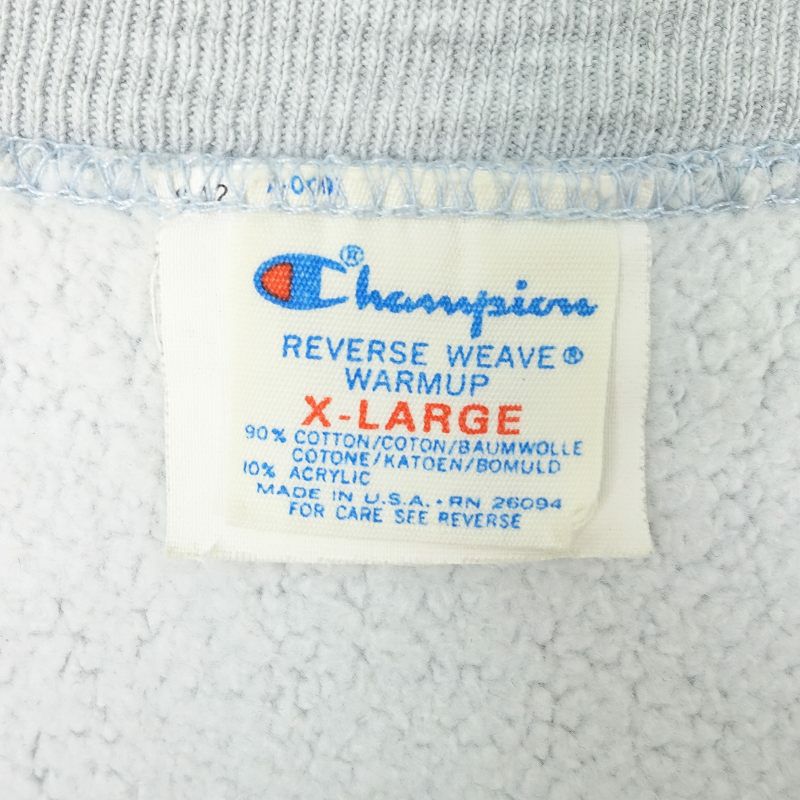 Champion®
REVERSE WEAVE®
WARMUP
X-LARGE
90% COTTON/COTON/BAUMWOLLE
COTONE/KATOEN/BOMULD
10% ACRYLIC
MADE IN U.S.A. • RN 26094
FOR CARE SEE REVERSE